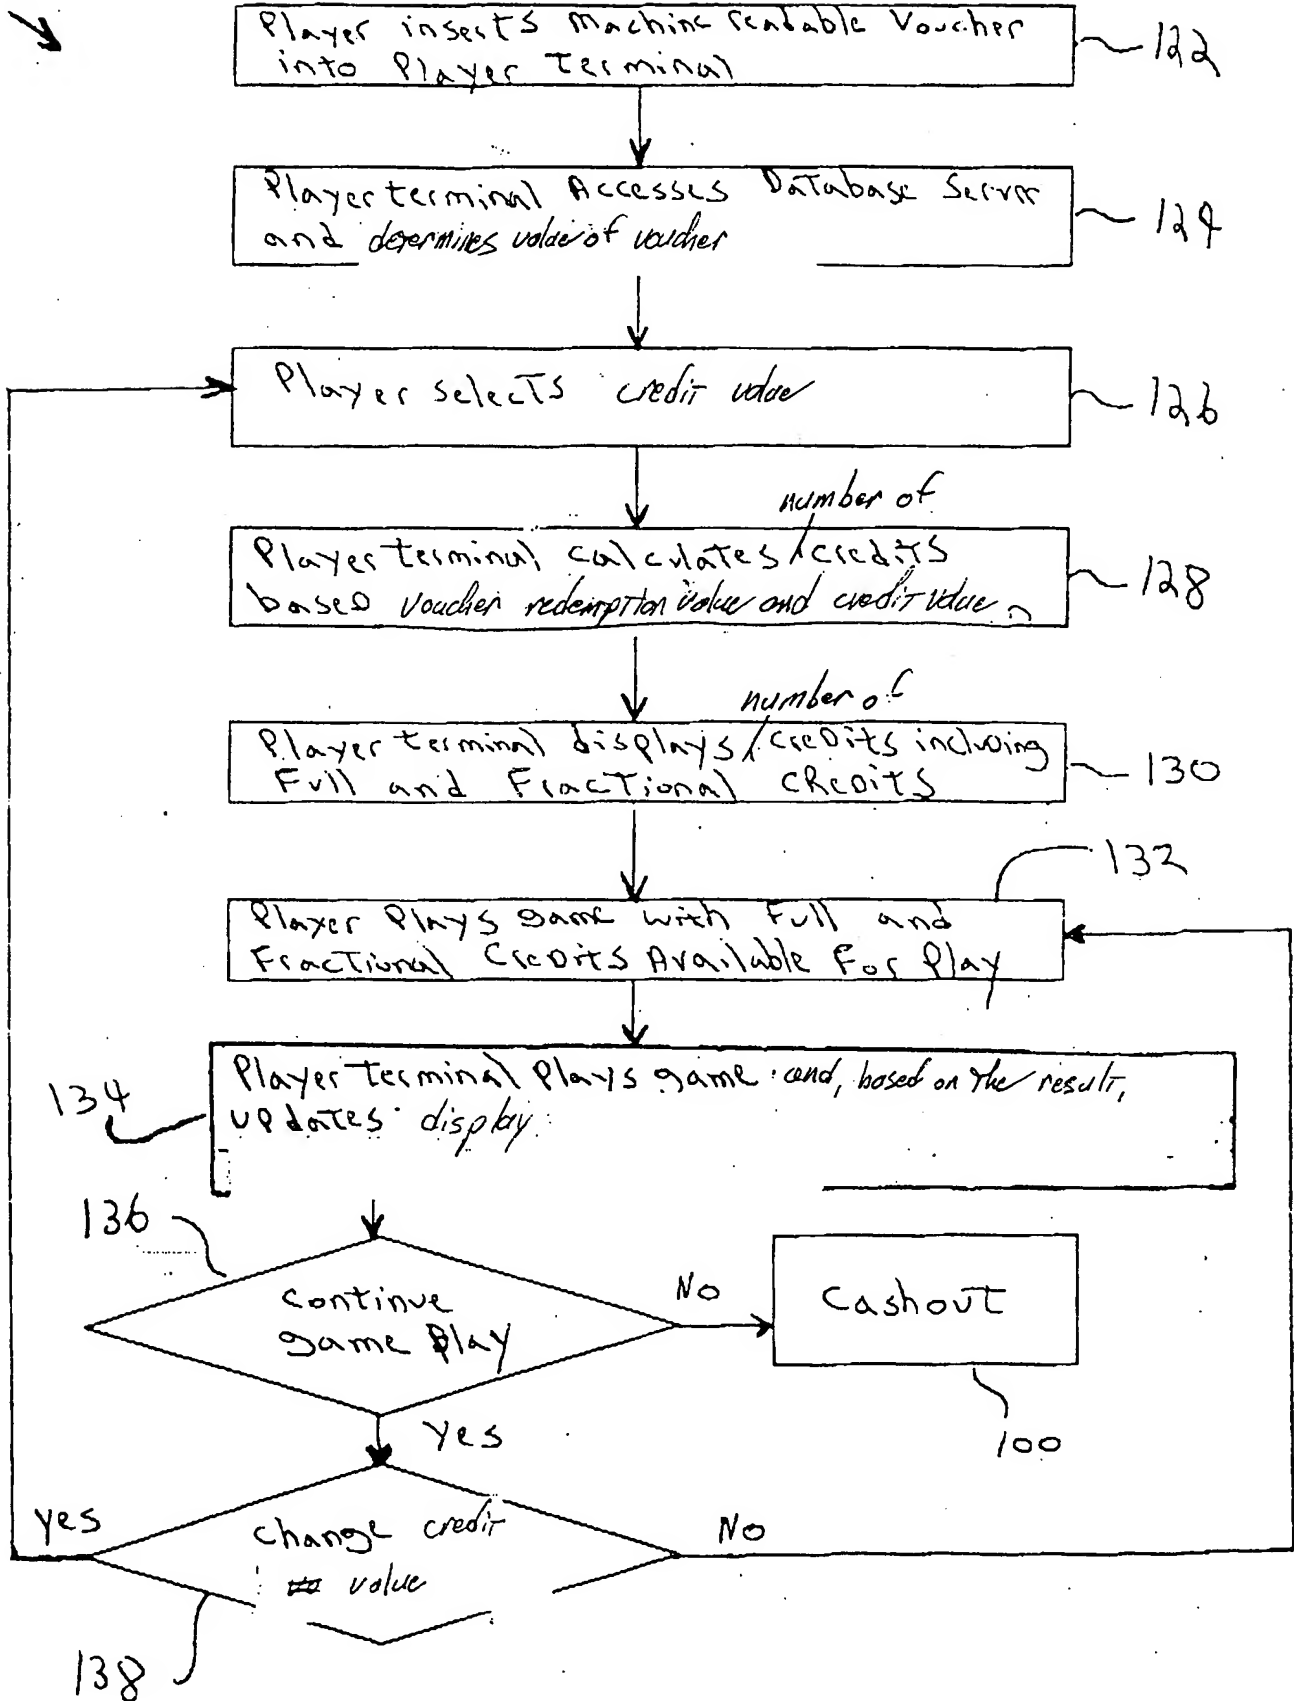 Player inserts Machine readable Voucher
into Player Terminal
122
Player terminal Accesses Database Server
and determines value of voucher
124
Player selects credit value
126
number of
Player terminal calculates / credits
based voucher redemption value and credit value
128
number of
Player terminal displays / credits including
Full and Fractional Credits
130
132
Player Plays game with Full and
Fractional Credits Available For Play
Player Terminal Plays game and, based on the result,
updates display
134
136
continue
game Play
No
Cashout
100
Yes
yes
change credit
value
No
138